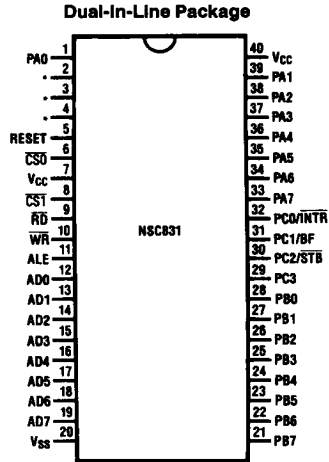 Dual-In-Line Package
PA0 1 40 VCC
* 2 39 PA1
* 3 38 PA2
* 4 37 PA3
RESET 5 36 PA4
CS0 6 35 PA5
VCC 7 34 PA6
CS1 8 33 PA7
RD 9 32 PC0/INTR
WR 10 NSC831 31 PC1/BF
ALE 11 30 PC2/STB
AD0 12 29 PC3
AD1 13 28 PB0
AD2 14 27 PB1
AD3 15 26 PB2
AD4 16 25 PB3
AD5 17 24 PB4
AD6 18 23 PB5
AD7 19 22 PB6
VSS 20 21 PB7